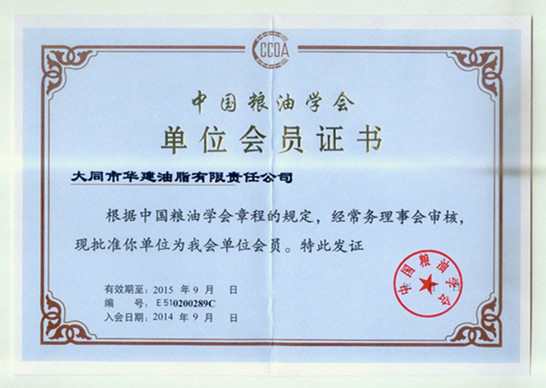 CCOA
中国粮油学会
单位会员证书
大同市华建油脂有限责任公司
根据中国粮油学会章程的规定，经常务理事会审核，
现批准你单位为我会单位会员。特此发证
有效期至：2015 年 9 月 日
编 号：E510200289C
入会日期：2014 年 9 月 日
中国粮油学会